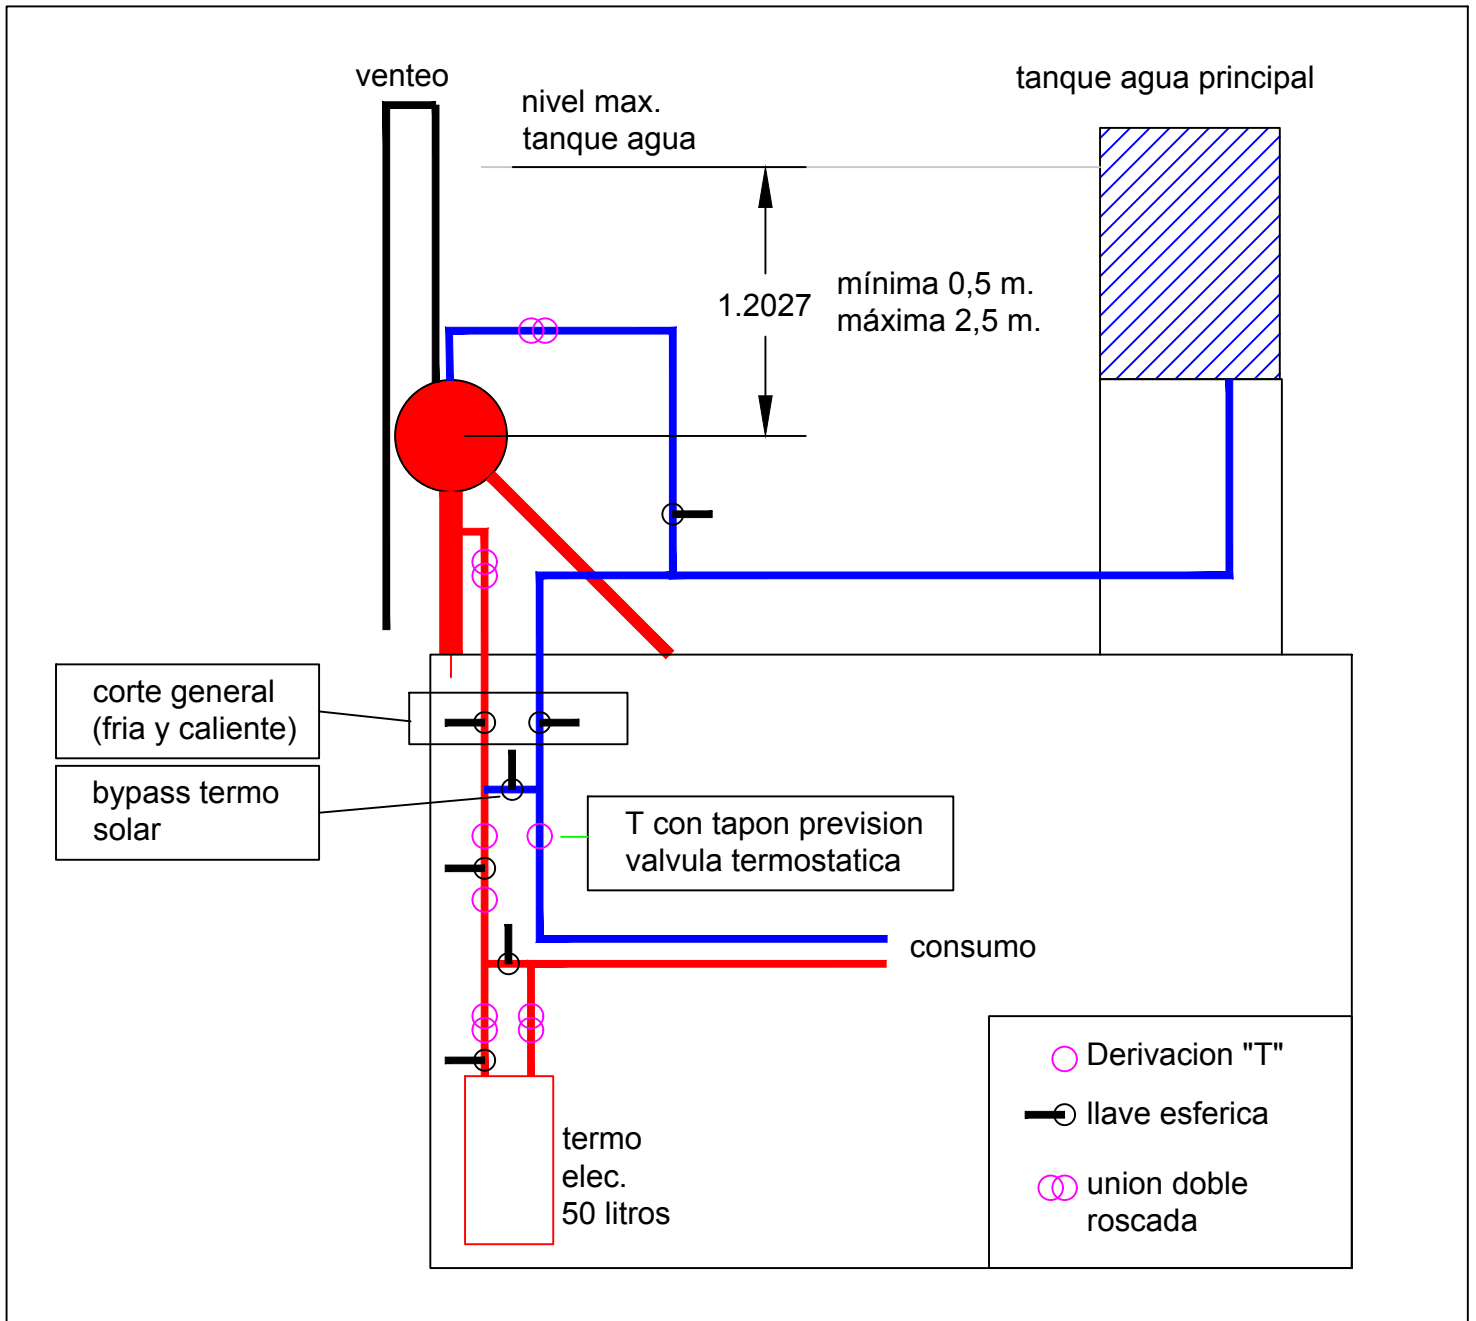 venteo
nivel max.
tanque agua
tanque agua principal
1.2027
mínima 0,5 m.
máxima 2,5 m.
corte general
(fria y caliente)
bypass termo
solar
T con tapon prevision
valvula termostatica
consumo
termo
elec.
50 litros
Derivacion "T"
llave esferica
union doble
roscada